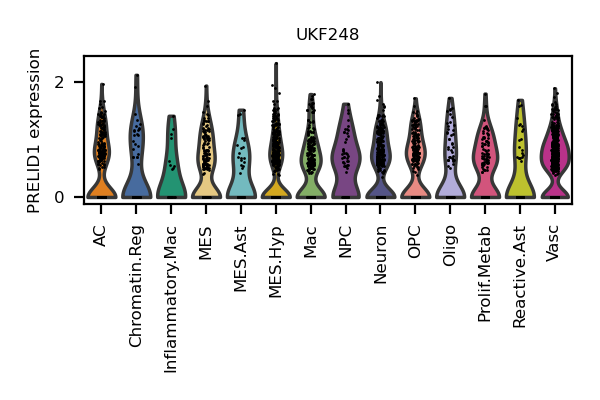 UKF248
PRELID1 expression
2
0
AC
Chromatin.Reg
Inflammatory.Mac
MES
MES.Ast
MES.Hyp
Mac
NPC
Neuron
OPC
Oligo
Prolif.Metab
Reactive.Ast
Vasc